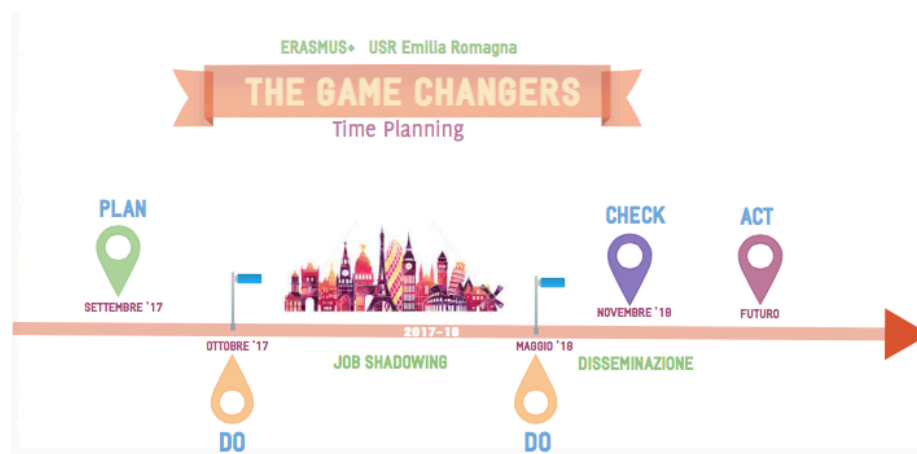 ERASMUS+ USR Emilia Romagna
THE GAME CHANGERS
Time Planning
PLAN
SETTEMBRE '17
CHECK
NOVEMBRE '18
ACT
FUTURO
2017-18
OTTOBRE '17
JOB SHADOWING
MAGGIO '18
DISSEMINAZIONE
DO
DO